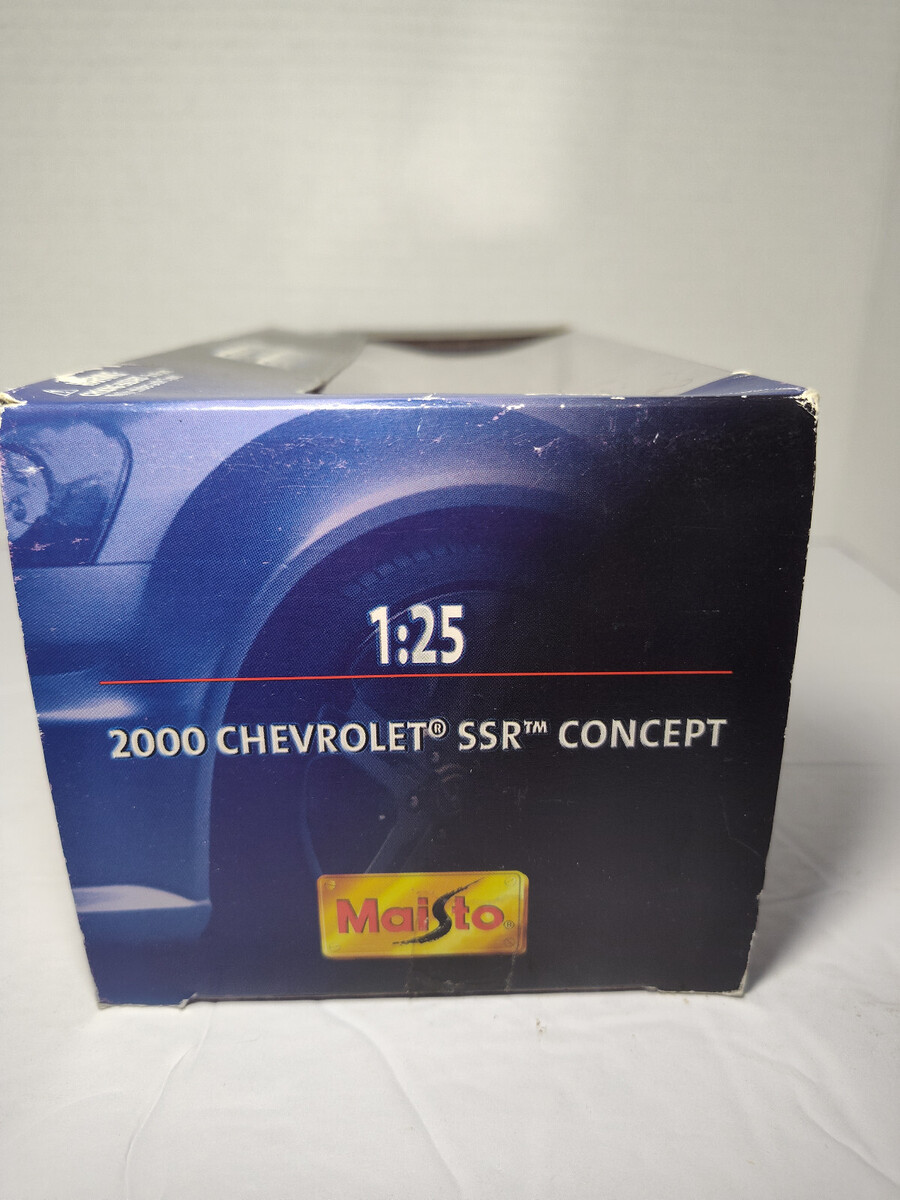 1:25
2000 CHEVROLET® SSR™ CONCEPT
Maisto®